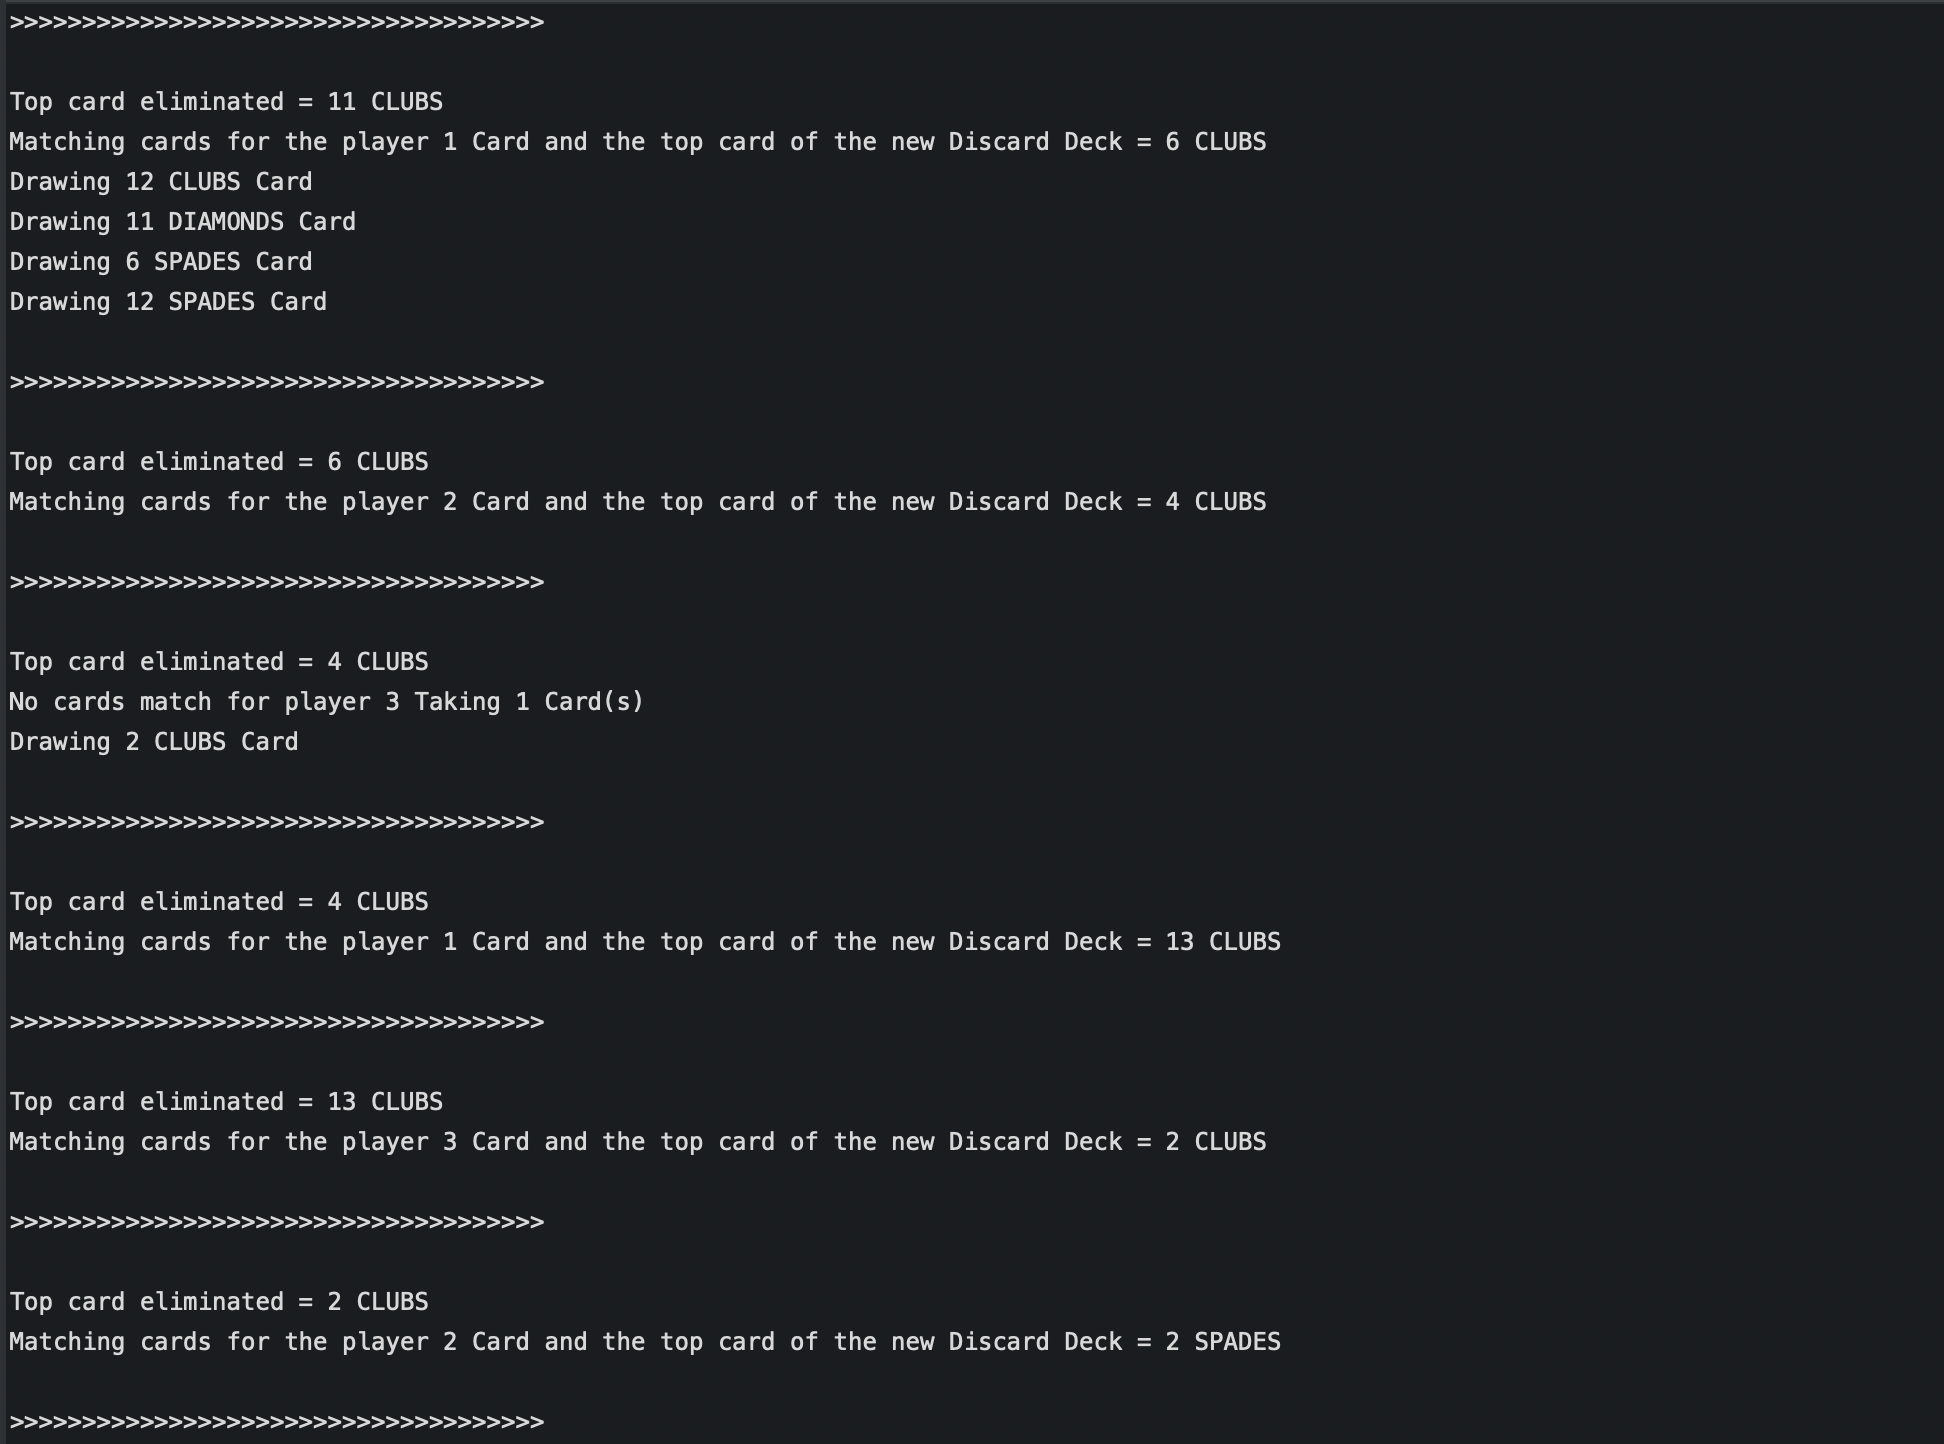 >>>>>>>>>>>>>>>>>>>>>>>>>>>>>>>>>>>>>
Top card eliminated = 11 CLUBS
Matching cards for the player 1 Card and the top card of the new Discard Deck = 6 CLUBS
Drawing 12 CLUBS Card
Drawing 11 DIAMONDS Card
Drawing 6 SPADES Card
Drawing 12 SPADES Card
>>>>>>>>>>>>>>>>>>>>>>>>>>>>>>>>>>>>>
Top card eliminated = 6 CLUBS
Matching cards for the player 2 Card and the top card of the new Discard Deck = 4 CLUBS
>>>>>>>>>>>>>>>>>>>>>>>>>>>>>>>>>>>>>
Top card eliminated = 4 CLUBS
No cards match for player 3 Taking 1 Card(s)
Drawing 2 CLUBS Card
>>>>>>>>>>>>>>>>>>>>>>>>>>>>>>>>>>>>>
Top card eliminated = 4 CLUBS
Matching cards for the player 1 Card and the top card of the new Discard Deck = 13 CLUBS
>>>>>>>>>>>>>>>>>>>>>>>>>>>>>>>>>>>>>
Top card eliminated = 13 CLUBS
Matching cards for the player 3 Card and the top card of the new Discard Deck = 2 CLUBS
>>>>>>>>>>>>>>>>>>>>>>>>>>>>>>>>>>>>>
Top card eliminated = 2 CLUBS
Matching cards for the player 2 Card and the top card of the new Discard Deck = 2 SPADES
>>>>>>>>>>>>>>>>>>>>>>>>>>>>>>>>>>>>>